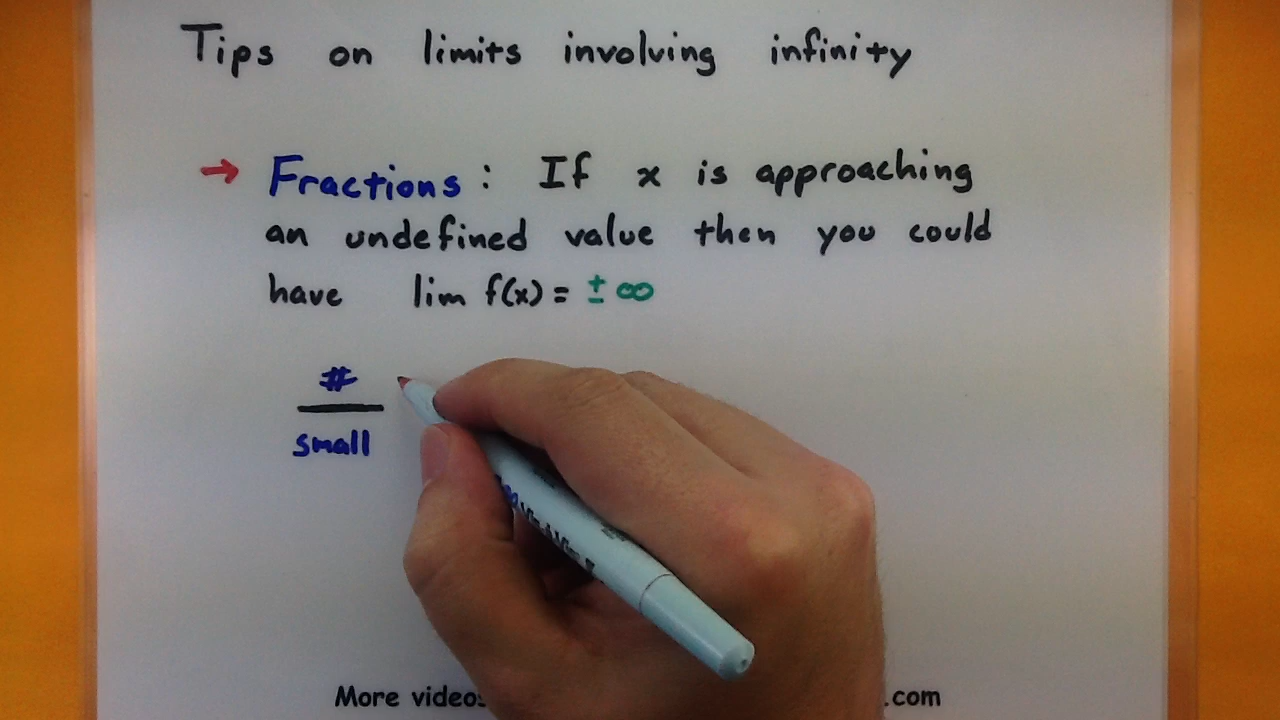 Tips on limits involving infinity
→ Fractions: If x is approaching
an undefined value then you could
have lim f(x) = ± ∞
#
small
More videos .com